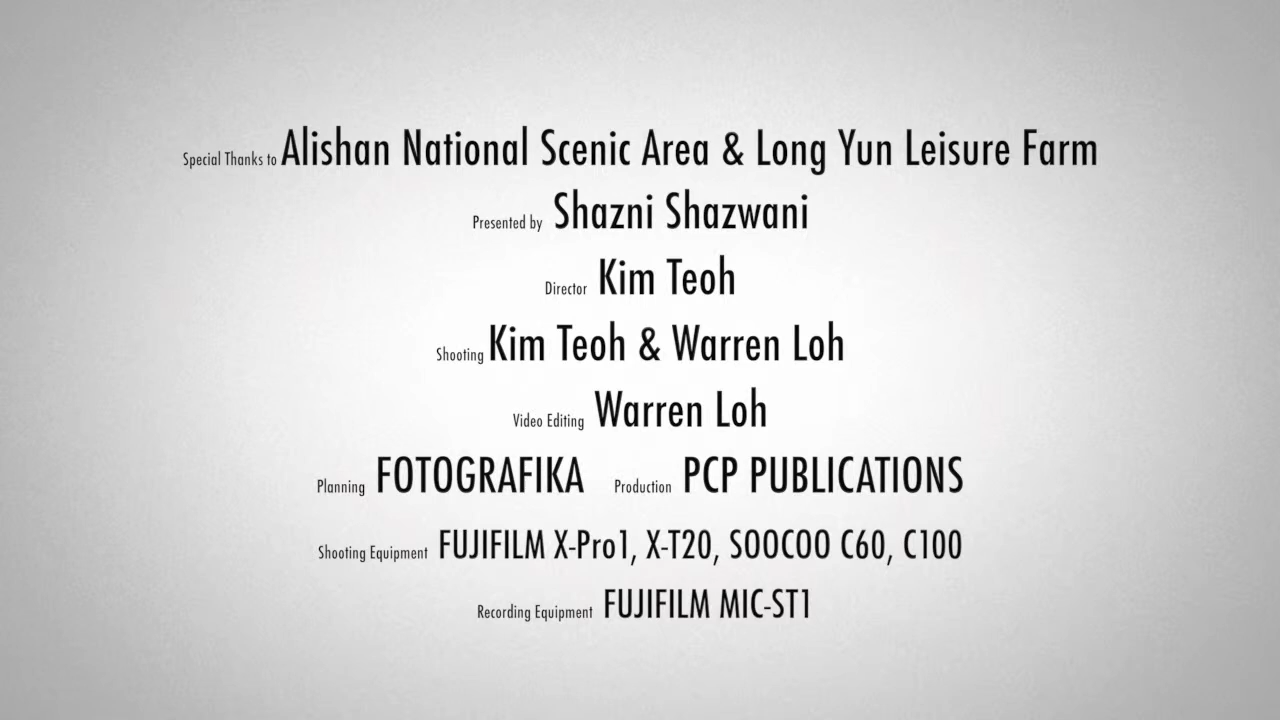 Special Thanks to Alishan National Scenic Area & Long Yun Leisure Farm
Presented by Shazni Shazwani
Director Kim Teoh
Shooting Kim Teoh & Warren Loh
Video Editing Warren Loh
Planning FOTOGRAFIKA Production PCP PUBLICATIONS
Shooting Equipment FUJIFILM X-Pro1, X-T20, SOOCOO C60, C100
Recording Equipment FUJIFILM MIC-ST1